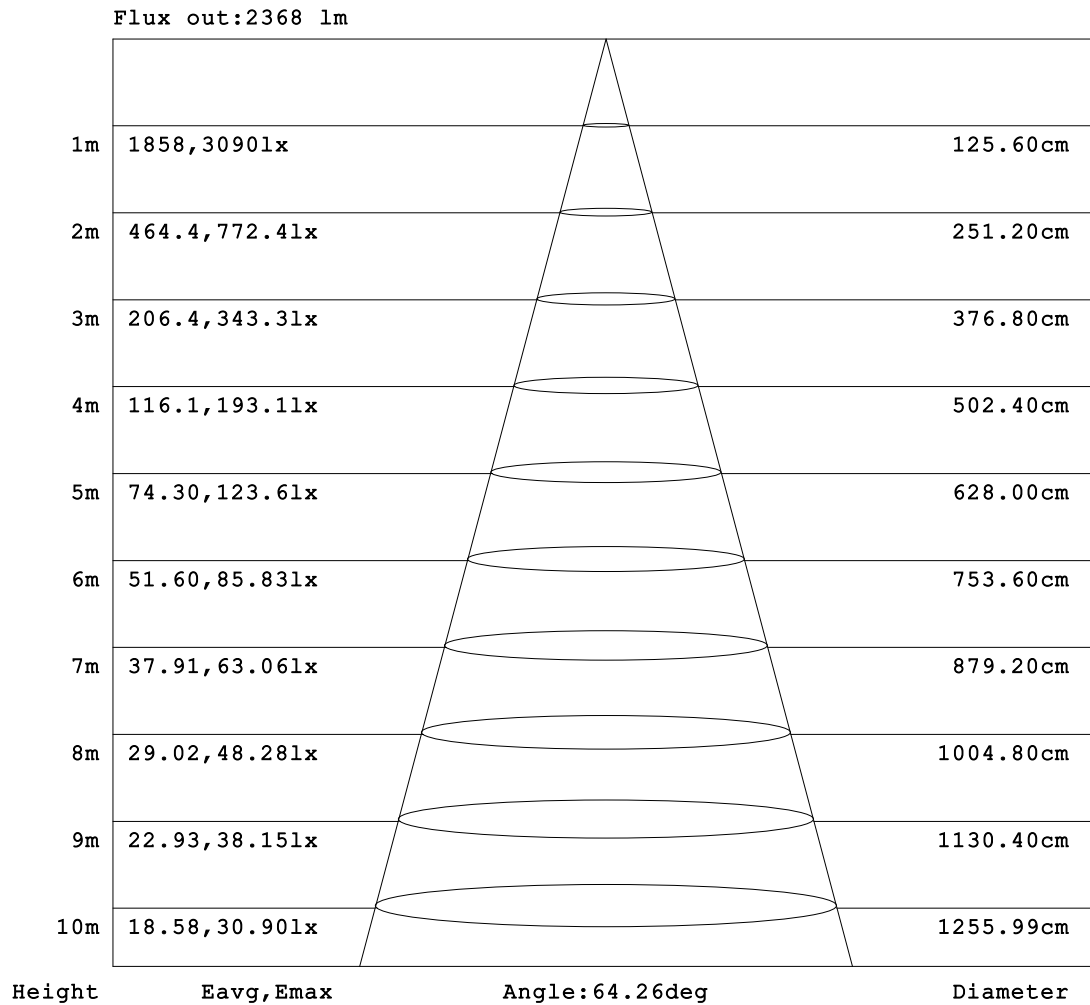 Flux out:2368 lm
1m 1858,3090lx 125.60cm
2m 464.4,772.4lx 251.20cm
3m 206.4,343.3lx 376.80cm
4m 116.1,193.1lx 502.40cm
5m 74.30,123.6lx 628.00cm
6m 51.60,85.83lx 753.60cm
7m 37.91,63.06lx 879.20cm
8m 29.02,48.28lx 1004.80cm
9m 22.93,38.15lx 1130.40cm
10m 18.58,30.90lx 1255.99cm
Height Eavg,Emax Angle:64.26deg Diameter